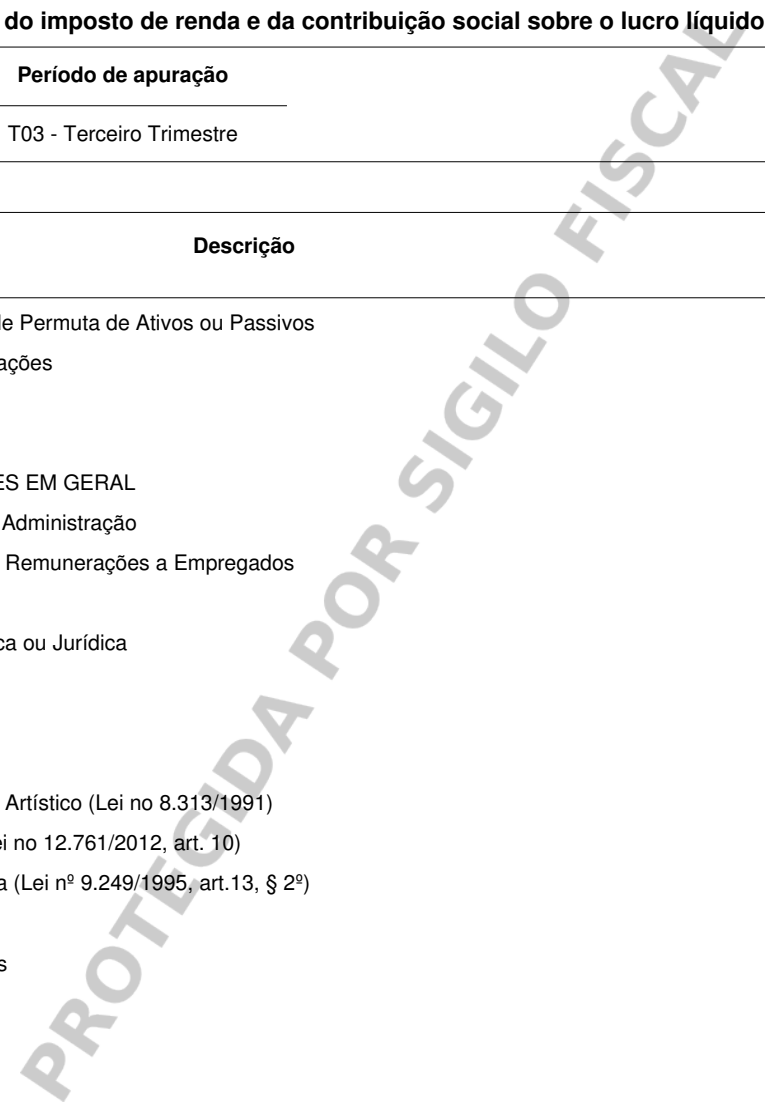 do imposto de renda e da contribuição social sobre o lucro líquido
Período de apuração
T03 - Terceiro Trimestre
Descrição
de Permuta de Ativos ou Passivos
ações
ES EM GERAL
Administração
Remunerações a Empregados
ca ou Jurídica
Artístico (Lei no 8.313/1991)
ei no 12.761/2012, art. 10)
a (Lei nº 9.249/1995, art.13, § 2º)
s
PROTEGIDA POR SIGILO FISCAL